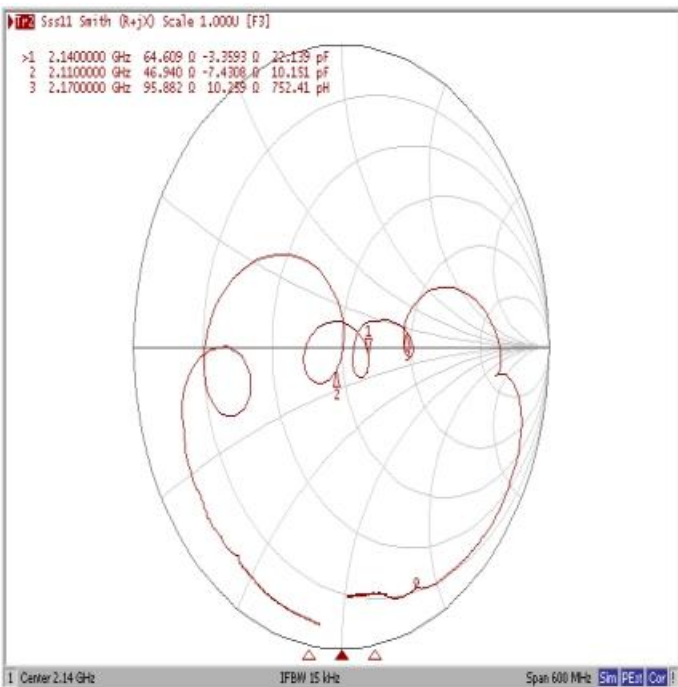 Tr2 Sss11 Smith (R+jX) Scale 1.000U [F3]
>1 2.1400000 GHz 64.609 Ω -3.3593 Ω 22.139 pF
2 2.1100000 GHz 46.940 Ω -7.4308 Ω 10.151 pF
3 2.1700000 GHz 95.882 Ω 10.259 Ω 752.41 pH
1
3
2
1 Center 2.14 GHz IFBW 15 kHz Span 600 MHz Sim PExt Cor !